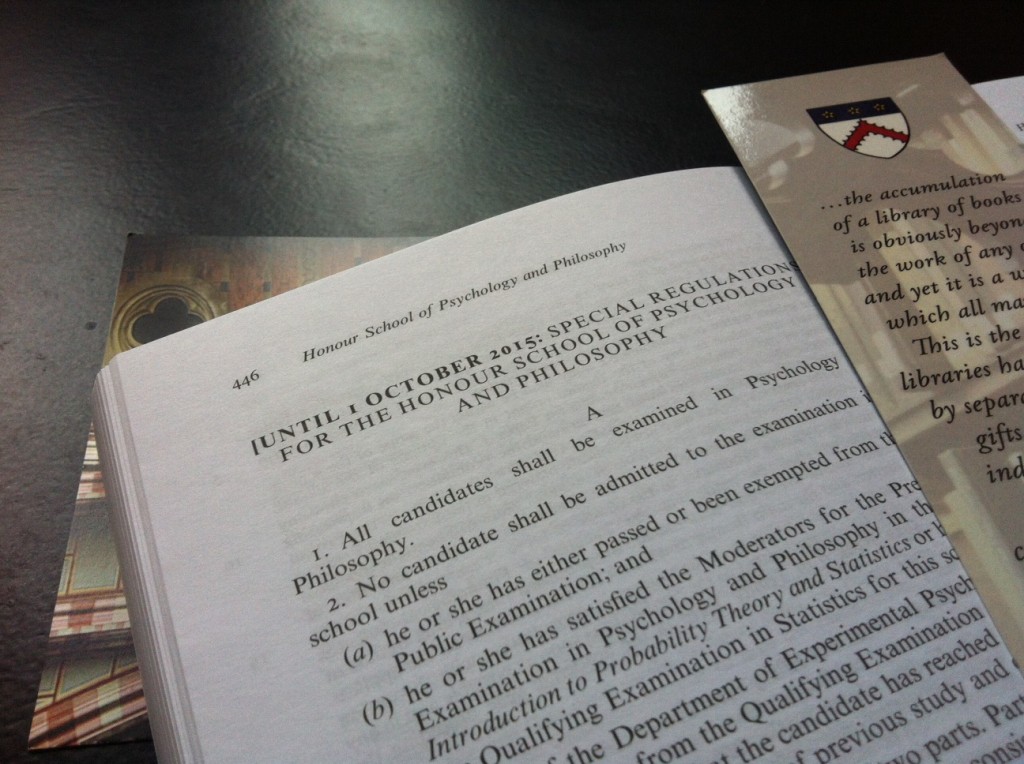 446 Honour School of Psychology and Philosophy
[UNTIL 1 OCTOBER 2015: SPECIAL REGULATIONS
FOR THE HONOUR SCHOOL OF PSYCHOLOGY
AND PHILOSOPHY
A
1. All candidates shall be examined in Psychology
Philosophy.
2. No candidate shall be admitted to the examination
school unless
(a) he or she has either passed or been exempted from
Public Examination; and
(b) he or she has satisfied the Moderators for the
Examination in Psychology and Philosophy in
Introduction to Probability Theory and Statistics or
Qualifying Examination in Statistics for this
the Department of Experimental
from the Qualifying Examination
the candidate has reached
of previous study and
two parts.
...the accumulation
of a library of books
is obviously
the work of any
and yet it is a
which all
This is the
libraries
by
gifts